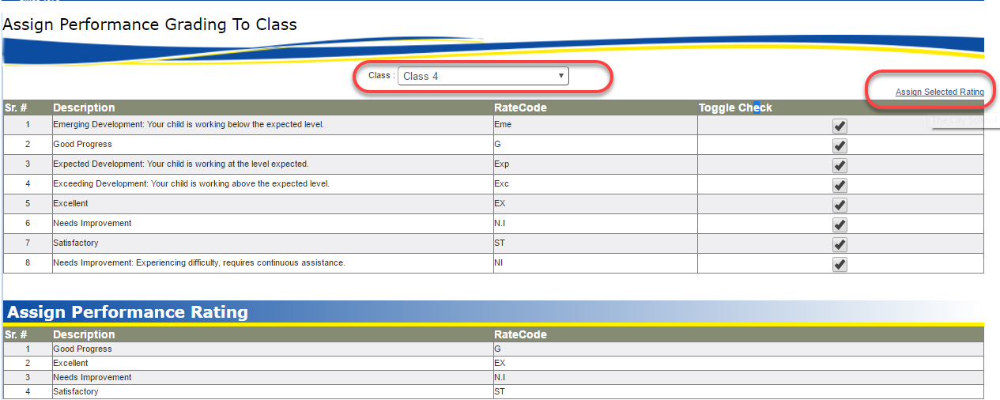 Assign Performance Grading To Class
Class : Class 4
Assign Selected Rating
Sr. # Description RateCode Toggle Check
1 Emerging Development: Your child is working below the expected level. Eme
2 Good Progress G
3 Expected Development: Your child is working at the level expected. Exp
4 Exceeding Development: Your child is working above the expected level. Exc
5 Excellent EX
6 Needs Improvement N.I
7 Satisfactory ST
8 Needs Improvement: Experiencing difficulty, requires continuous assistance. NI
The City School
Assign Performance Rating
Sr. # Description RateCode
1 Good Progress G
2 Excellent EX
3 Needs Improvement N.I
4 Satisfactory ST